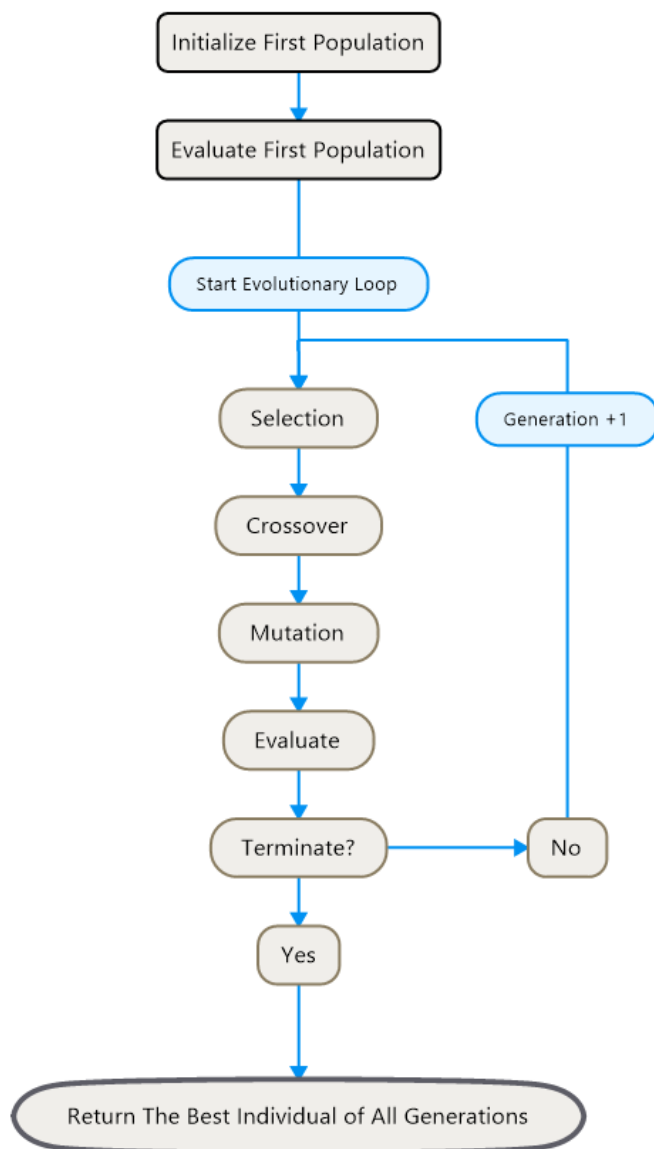 Initialize First Population
Evaluate First Population
Start Evolutionary Loop
Selection
Generation +1
Crossover
Mutation
Evaluate
Terminate?
No
Yes
Return The Best Individual of All Generations